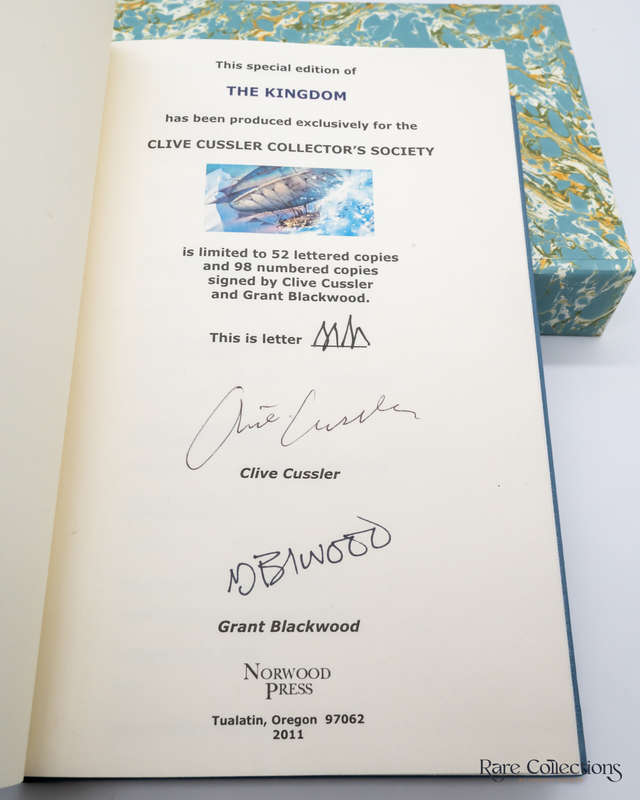 This special edition of
THE KINGDOM
has been produced exclusively for the
CLIVE CUSSLER COLLECTOR'S SOCIETY
is limited to 52 lettered copies
and 98 numbered copies
signed by Clive Cussler
and Grant Blackwood.
This is letter
Clive Cussler
Clive Cussler
Grant Blackwood
NORWOOD
PRESS
Tualatin, Oregon 97062
2011
Rare Collections